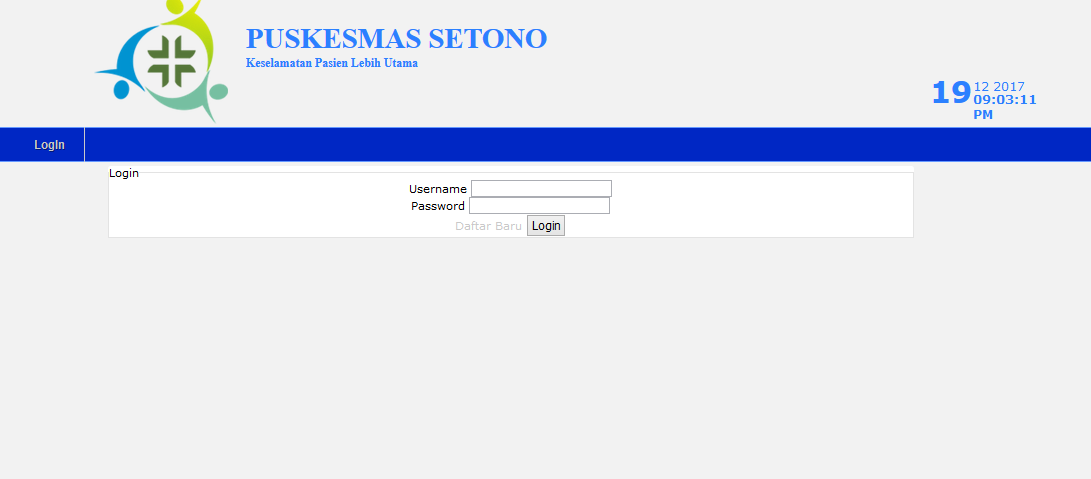 PUSKESMAS SETONO
Keselamatan Pasien Lebih Utama
19 12 2017
09:03:11
PM
LogIn
Login
Username
Password
Daftar Baru Login